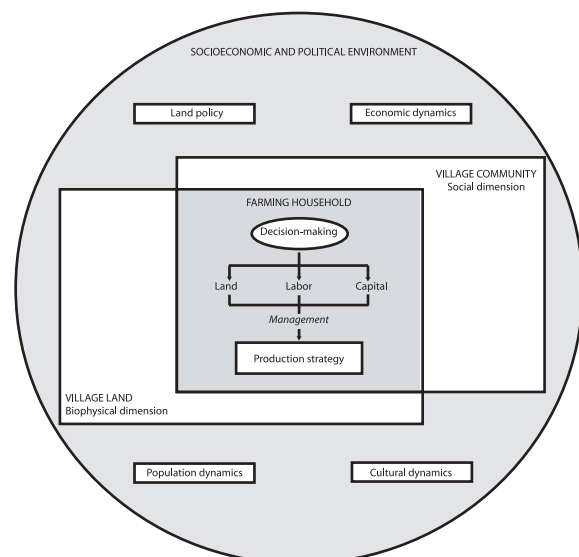 SOCIOECONOMIC AND POLITICAL ENVIRONMENT
Land policy
Economic dynamics
VILLAGE COMMUNITY
Social dimension
FARMING HOUSEHOLD
Decision-making
Land
Labor
Capital
Management
Production strategy
VILLAGE LAND
Biophysical dimension
Population dynamics
Cultural dynamics